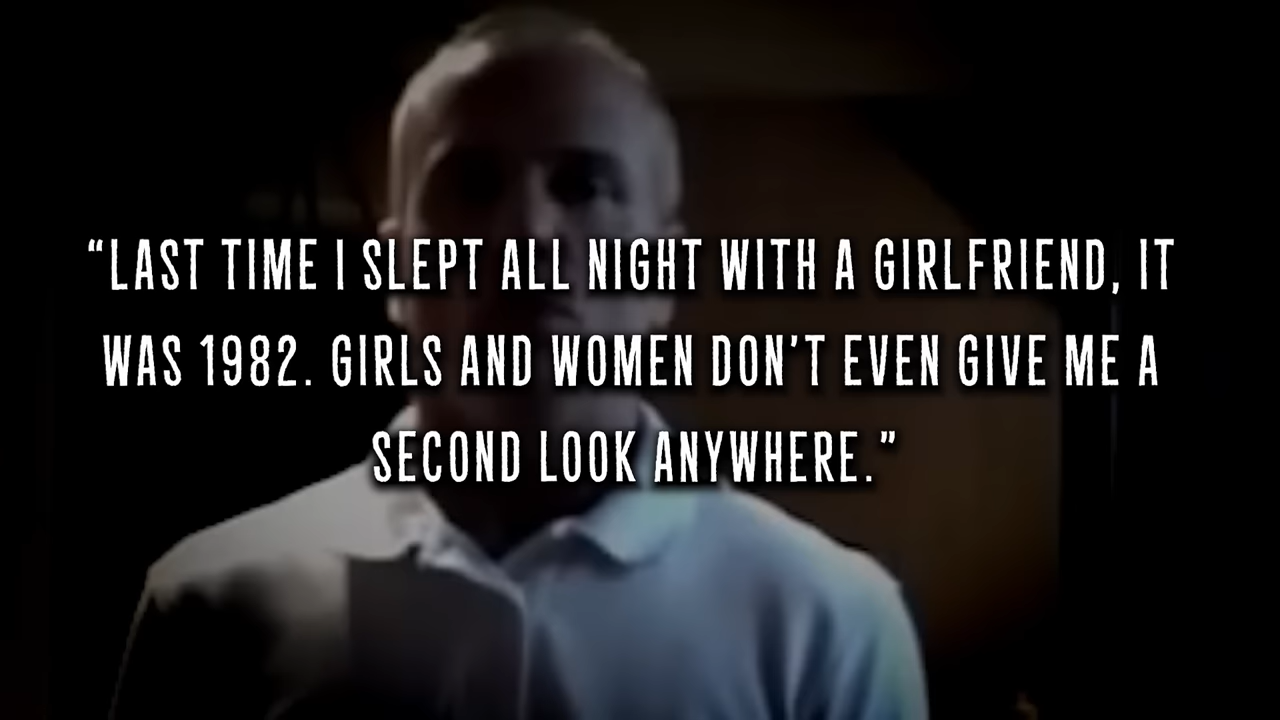 “LAST TIME I SLEPT ALL NIGHT WITH A GIRLFRIEND, IT
WAS 1982. GIRLS AND WOMEN DON’T EVEN GIVE ME A
SECOND LOOK ANYWHERE.”